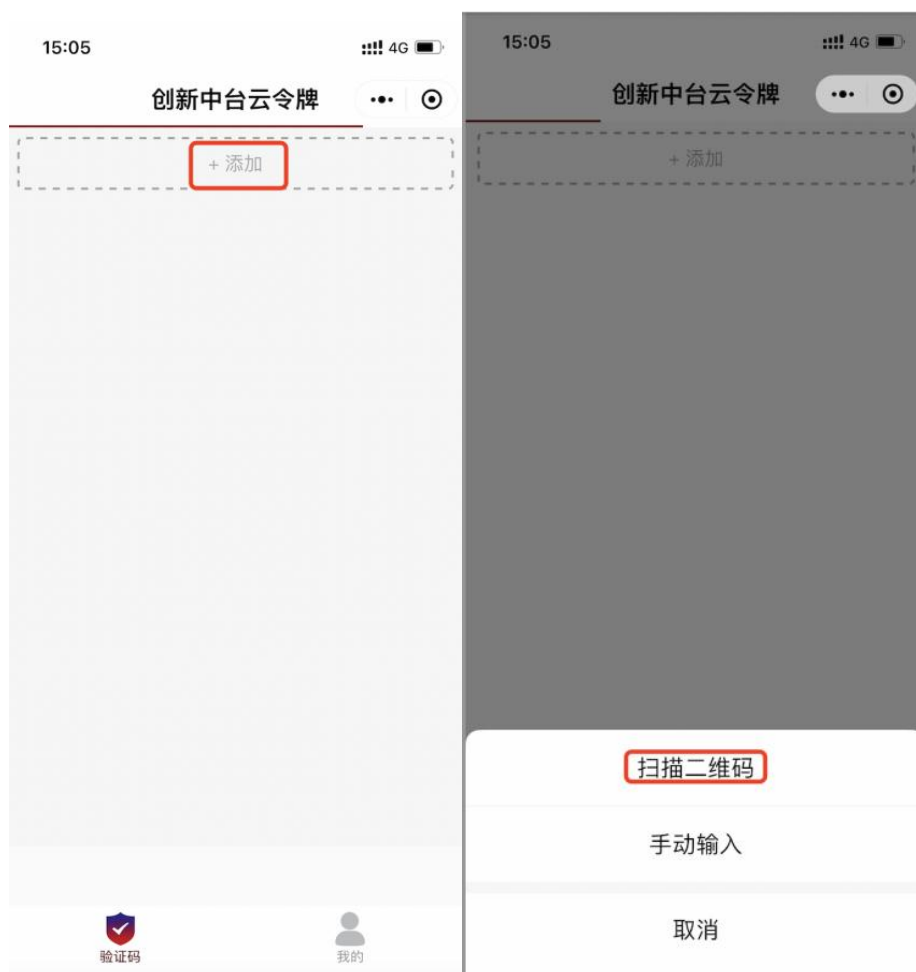 15:05
4G
创新中台云令牌
+ 添加
验证码
我的
15:05
4G
创新中台云令牌
+ 添加
扫描二维码
手动输入
取消